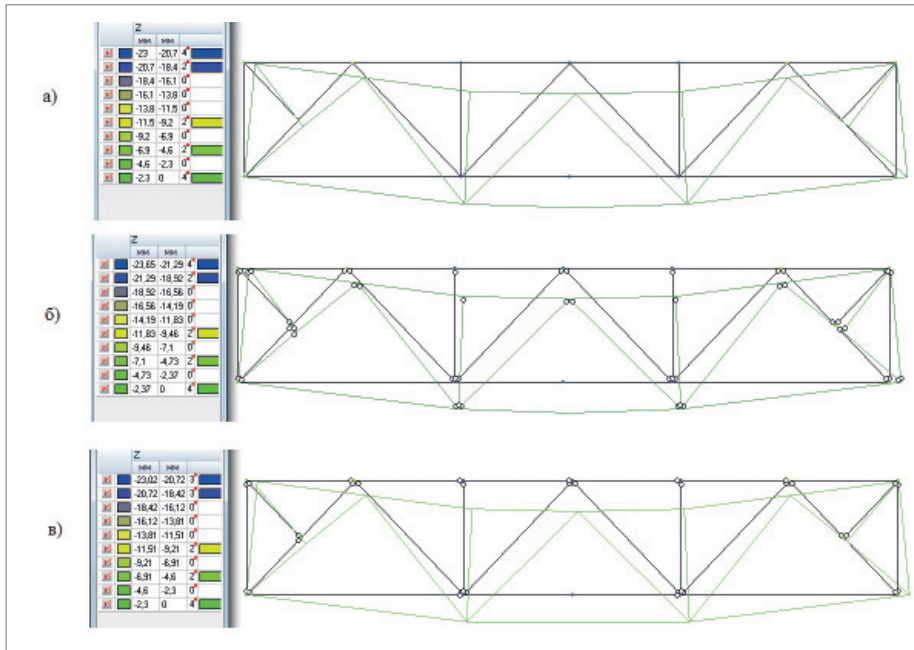 Z
мм мм
-23 -20,7 4
-20,7 -18,4 2
-18,4 -16,1 0
-16,1 -13,8 0
-13,8 -11,5 0
-11,5 -9,2 2
-9,2 -6,9 0
-6,9 -4,6 2
-4,6 -2,3 0
-2,3 0 4
а)
Z
мм мм
-23,65 -21,29 4
-21,29 -18,92 2
-18,92 -16,56 0
-16,56 -14,19 0
-14,19 -11,83 0
-11,83 -9,46 2
-9,46 -7,1 0
-7,1 -4,73 2
-4,73 -2,37 0
-2,37 0 4
б)
Z
мм мм
-23,02 -20,72 3
-20,72 -18,42 3
-18,42 -16,12 0
-16,12 -13,81 0
-13,81 -11,51 0
-11,51 -9,21 2
-9,21 -6,91 0
-6,91 -4,6 2
-4,6 -2,3 0
-2,3 0 4
в)